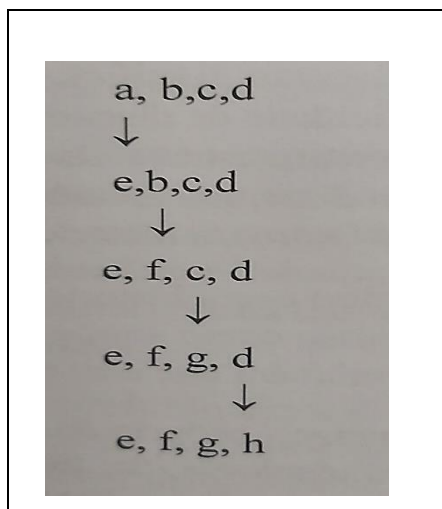 a, b,c,d
↓
e,b,c,d
↓
e, f, c, d
↓
e, f, g, d
↓
e, f, g, h